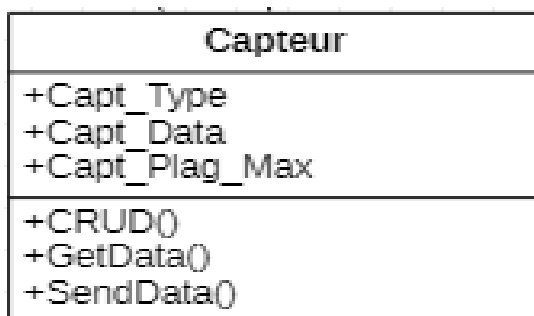 Capteur
+Capt_Type
+Capt_Data
+Capt_Plag_Max
+CRUD()
+GetData()
+SendData()